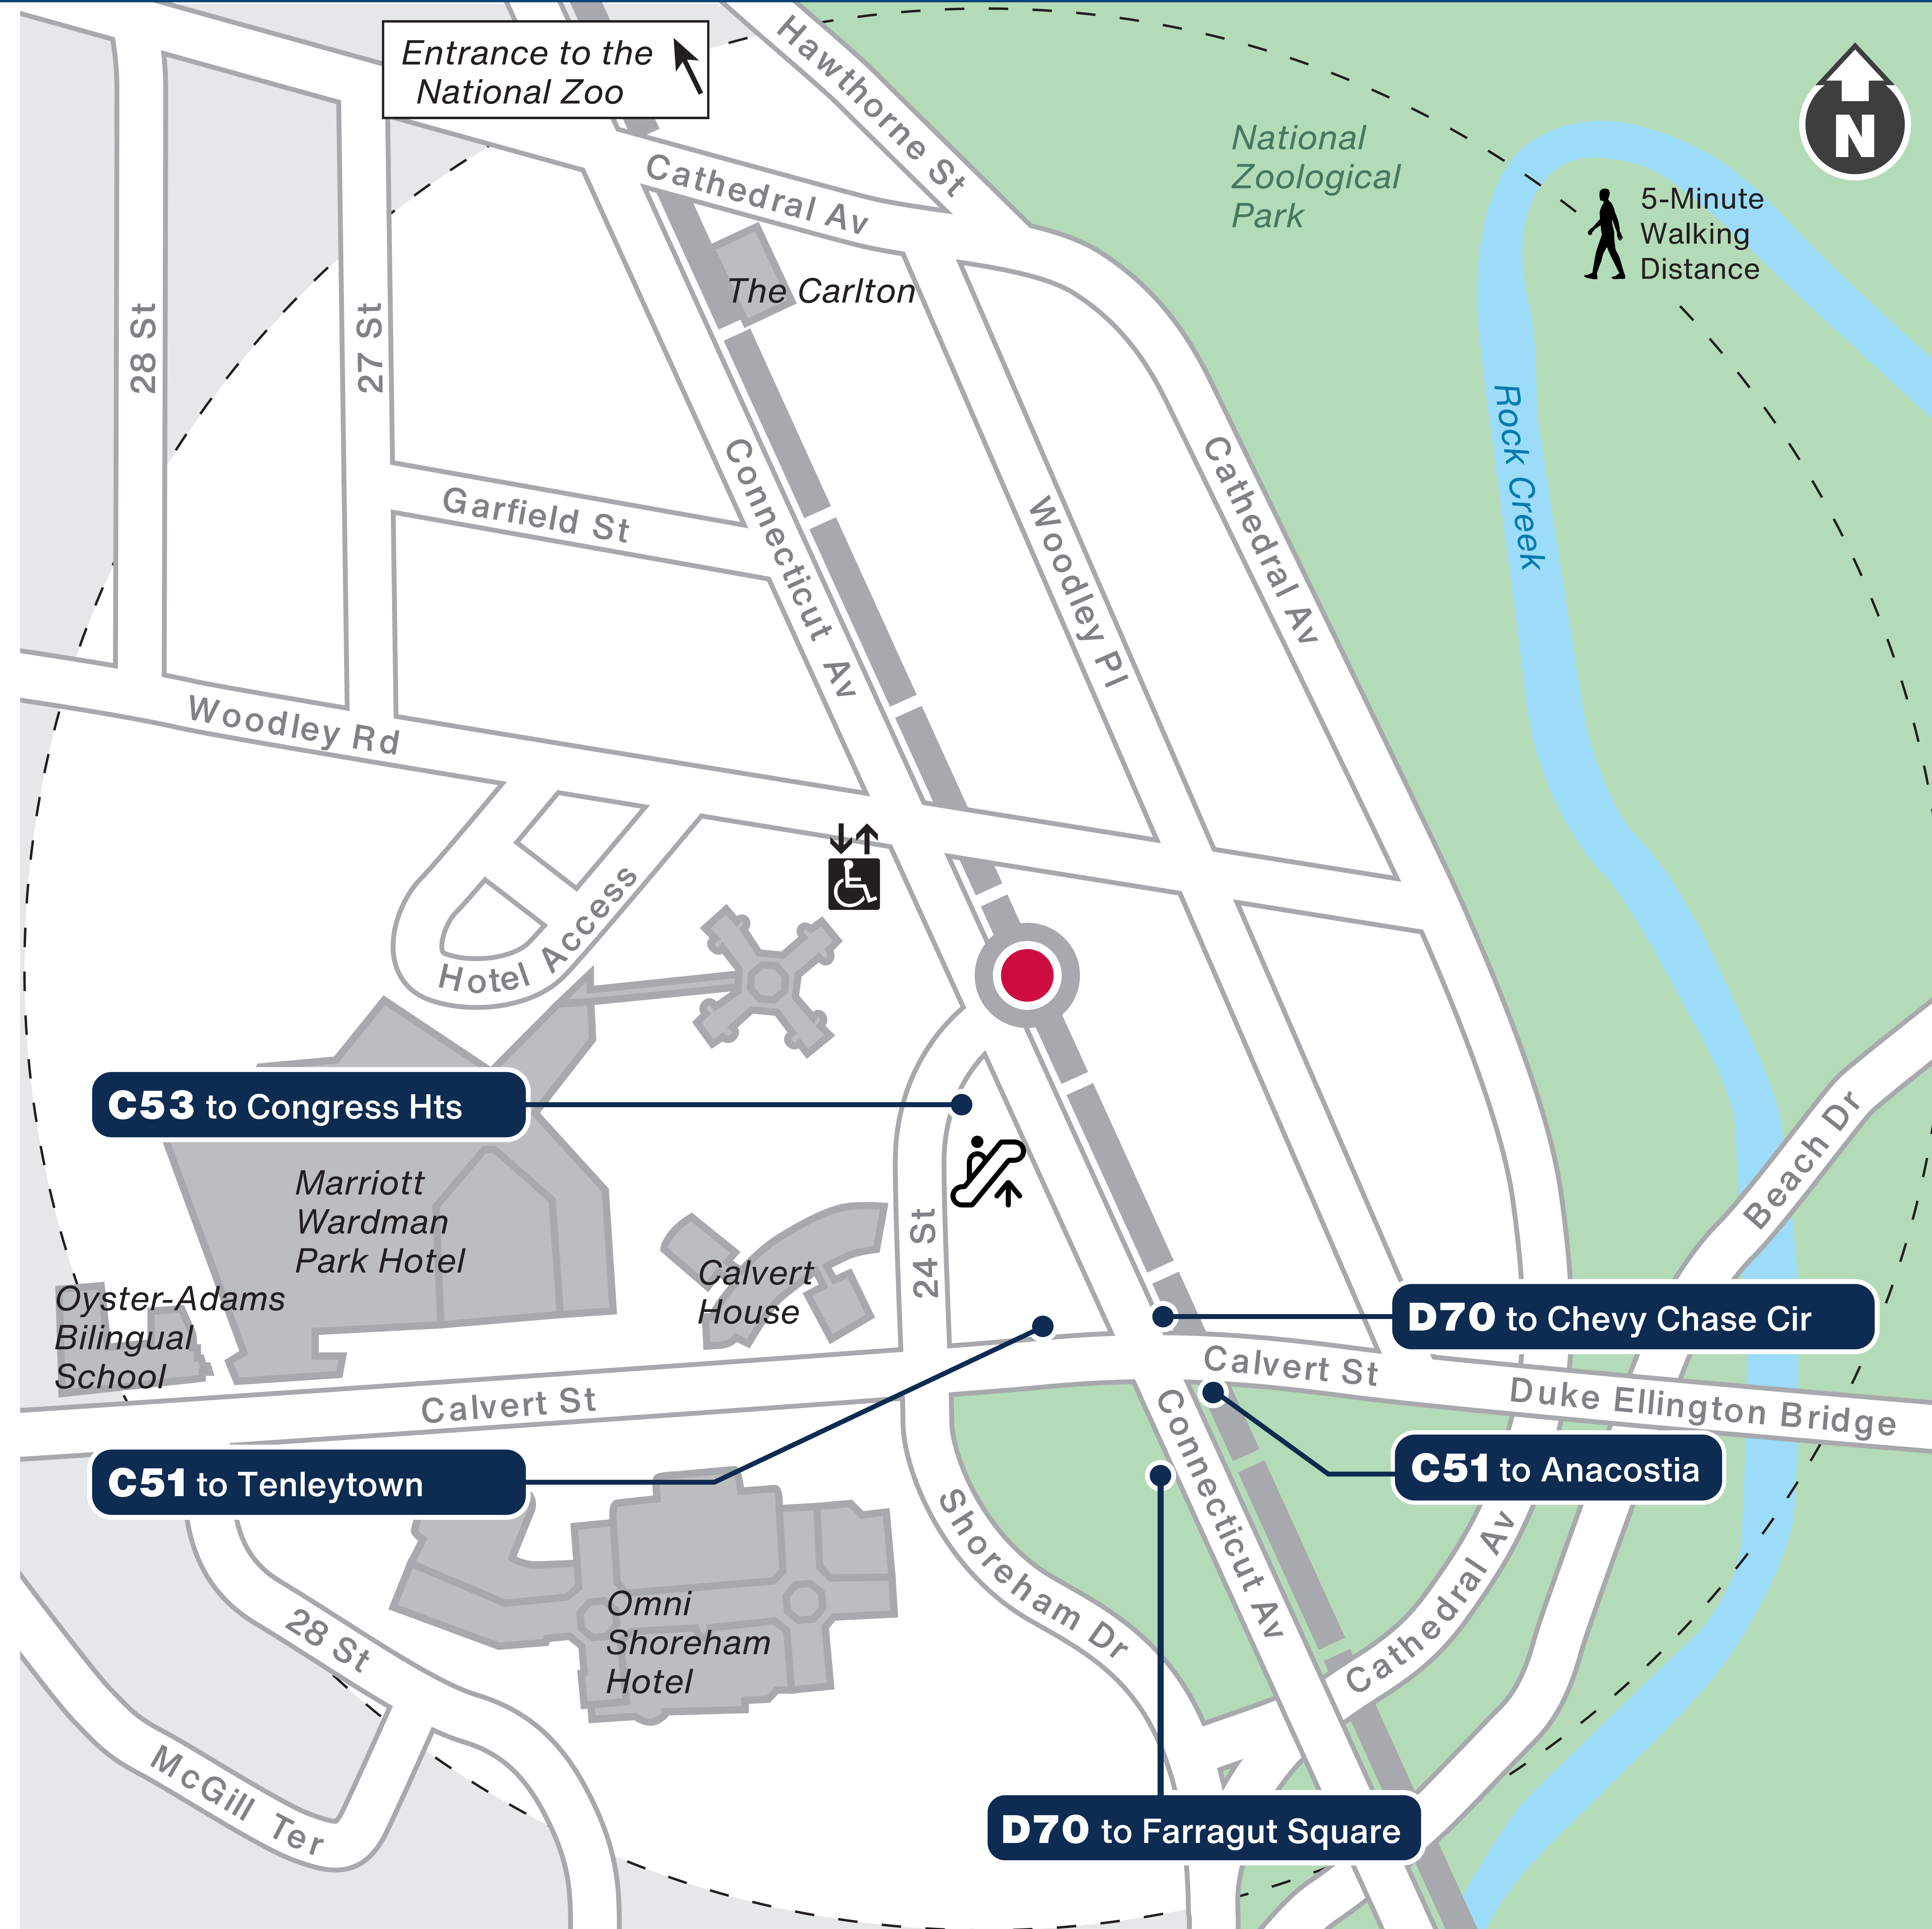 Entrance to the
National Zoo
Hawthorne St
N
National
Zoological
Park
5-Minute
Walking
Distance
Cathedral Av
The Carlton
28 St
27 St
Rock Creek
Connecticut Av
Cathedral Av
Garfield St
Woodley Pl
Woodley Rd
Hotel Access
C53 to Congress Hts
Beach Dr
Marriott
Wardman
Park Hotel
24 St
Calvert
House
Oyster-Adams
Bilingual
School
D70 to Chevy Chase Cir
Calvert St
Duke Ellington Bridge
Calvert St
C51 to Tenleytown
C51 to Anacostia
Connecticut Av
Shoreham Dr
Cathedral Av
Omni
Shoreham
Hotel
28 St
McGill Ter
D70 to Farragut Square